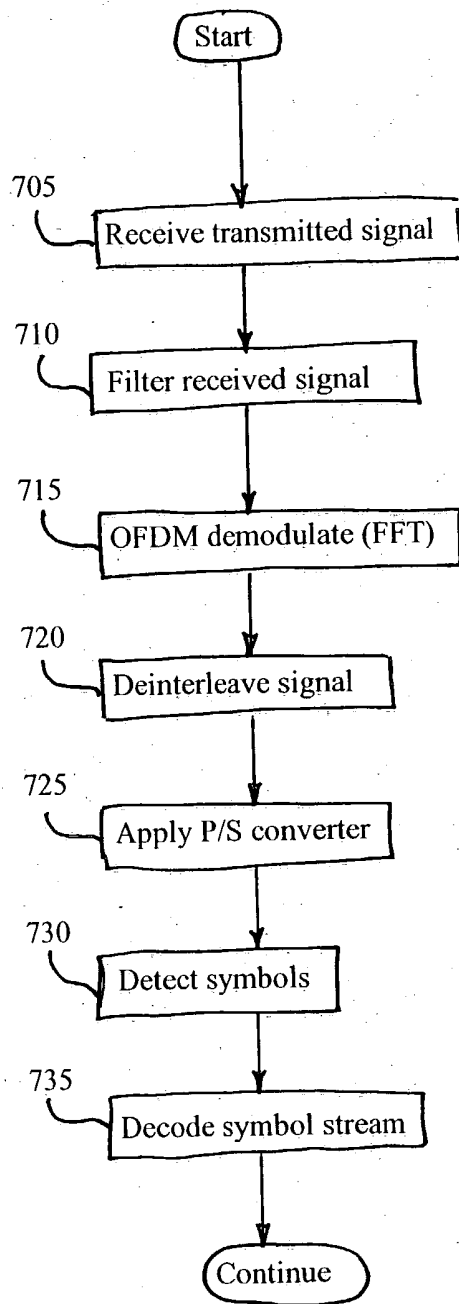 Start
705
Receive transmitted signal
710
Filter received signal
715
OFDM demodulate (FFT)
720
Deinterleave signal
725
Apply P/S converter
730
Detect symbols
735
Decode symbol stream
Continue